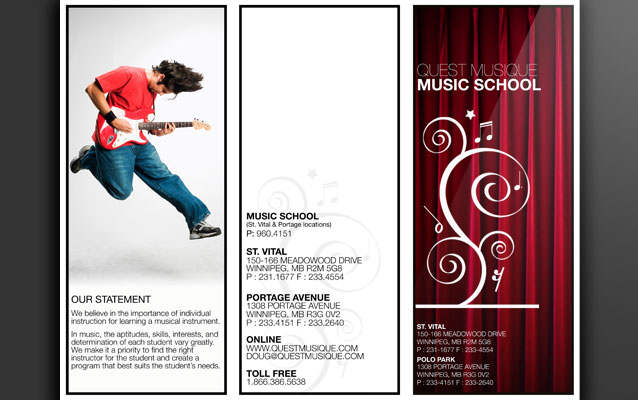 OUR STATEMENT
We believe in the importance of individual
instruction for learning a musical instrument.
In music, the aptitudes, skills, interests, and
determination of each student vary greatly.
We make it a priority to find the right
instructor for the student and create a
program that best suits the student's needs.
MUSIC SCHOOL
(St. Vital & Portage locations)
P: 960.4151
ST. VITAL
150-166 MEADOWOOD DRIVE
WINNIPEG, MB R2M 5G8
P : 231.1677 F : 233.4554
PORTAGE AVENUE
1308 PORTAGE AVENUE
WINNIPEG, MB R3G 0V2
P : 233.4151 F : 233.2640
ONLINE
WWW.QUESTMUSIQUE.COM
DOUG@QUESTMUSIQUE.COM
TOLL FREE
1.866.386.5638
QUEST MUSIQUE
MUSIC SCHOOL
ST. VITAL
150-166 MEADOWOOD DRIVE
WINNIPEG, MB R2M 5G8
P : 231-1677 F : 233-4554
POLO PARK
1308 PORTAGE AVENUE
WINNIPEG, MB R3G 0V2
P : 233-4151 F : 233-2640